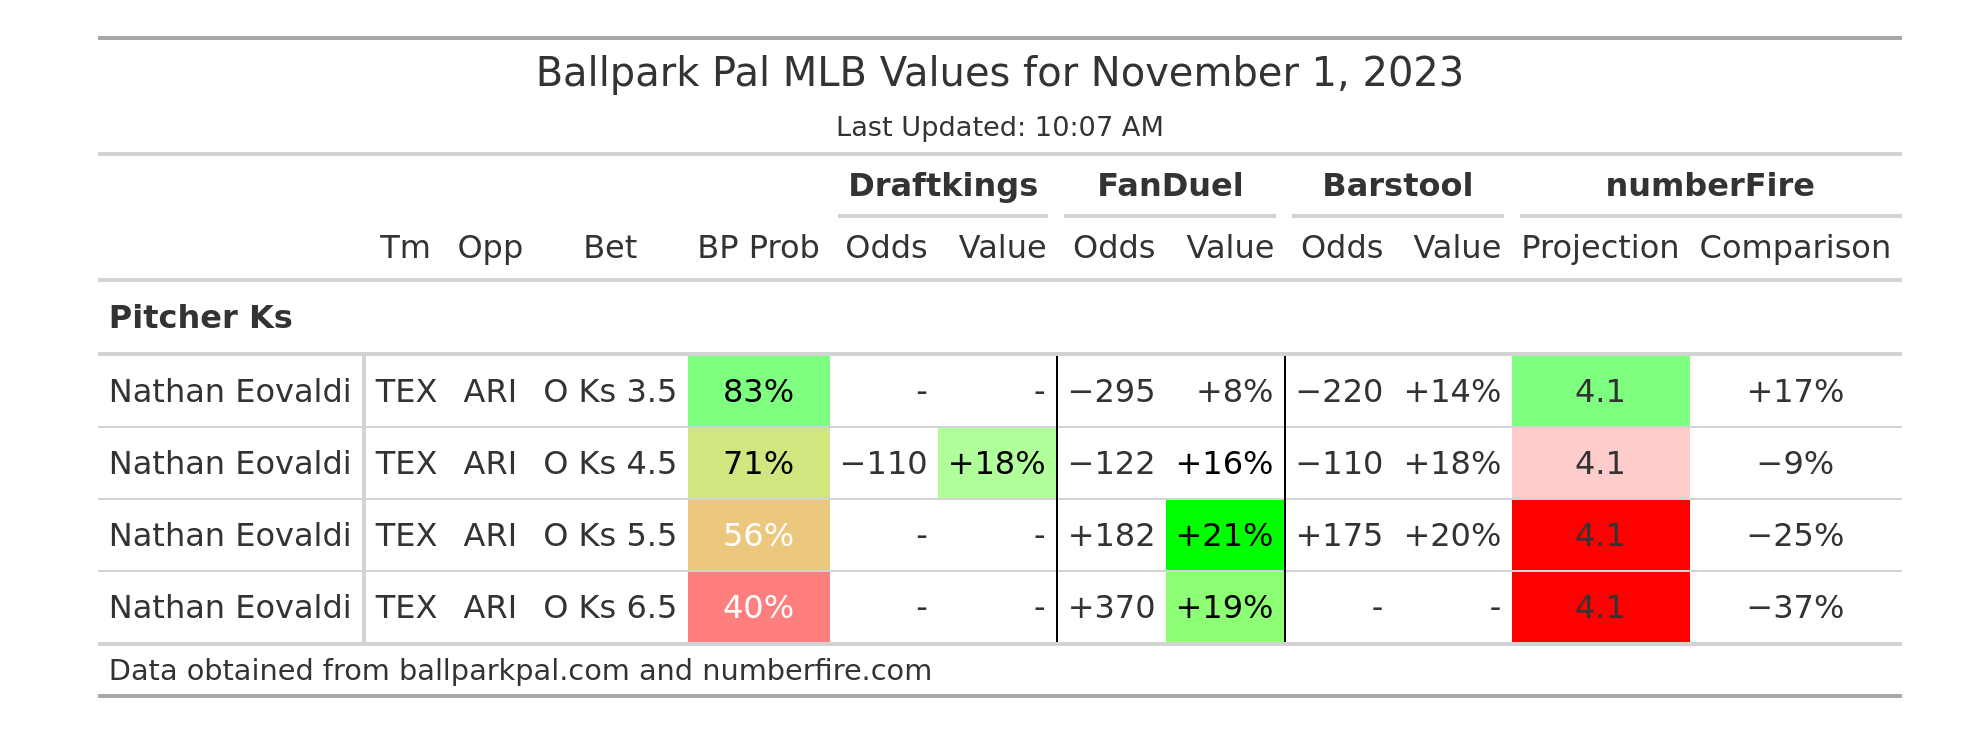 Ballpark Pal MLB Values for November 1, 2023
Last Updated: 10:07 AM
Draftkings FanDuel Barstool numberFire
Tm Opp Bet BP Prob Odds Value Odds Value Odds Value Projection Comparison
Pitcher Ks
Nathan Eovaldi TEX ARI O Ks 3.5 83% - - −295 +8% −220 +14% 4.1 +17%
Nathan Eovaldi TEX ARI O Ks 4.5 71% −110 +18% −122 +16% −110 +18% 4.1 −9%
Nathan Eovaldi TEX ARI O Ks 5.5 56% - - +182 +21% +175 +20% 4.1 −25%
Nathan Eovaldi TEX ARI O Ks 6.5 40% - - +370 +19% - - 4.1 −37%
Data obtained from ballparkpal.com and numberfire.com